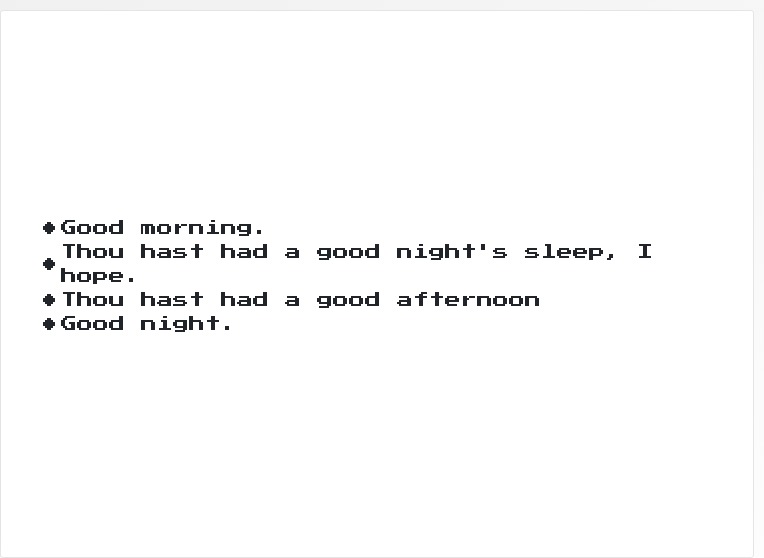 ◆Good morning.
◆Thou hast had a good night's sleep, I
hope.
◆Thou hast had a good afternoon
◆Good night.